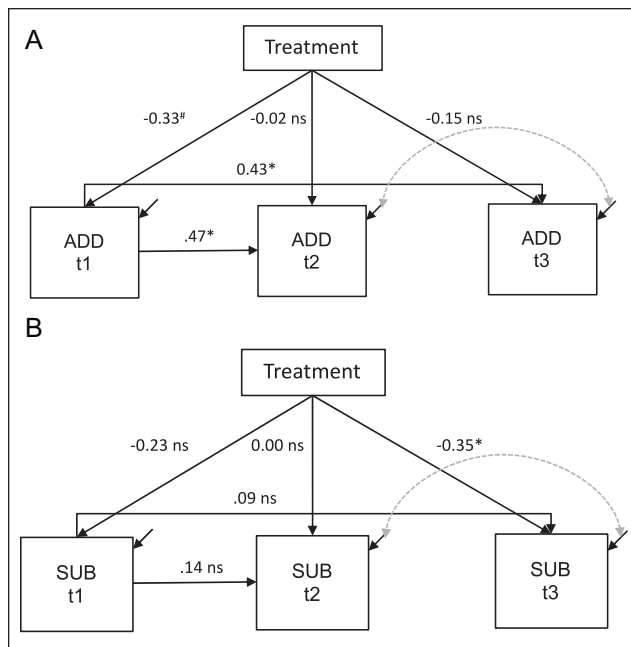 A
Treatment
-0.33#
-0.02 ns
-0.15 ns
0.43*
ADD
t1
.47*
ADD
t2
ADD
t3
B
Treatment
-0.23 ns
0.00 ns
-0.35*
.09 ns
SUB
t1
.14 ns
SUB
t2
SUB
t3